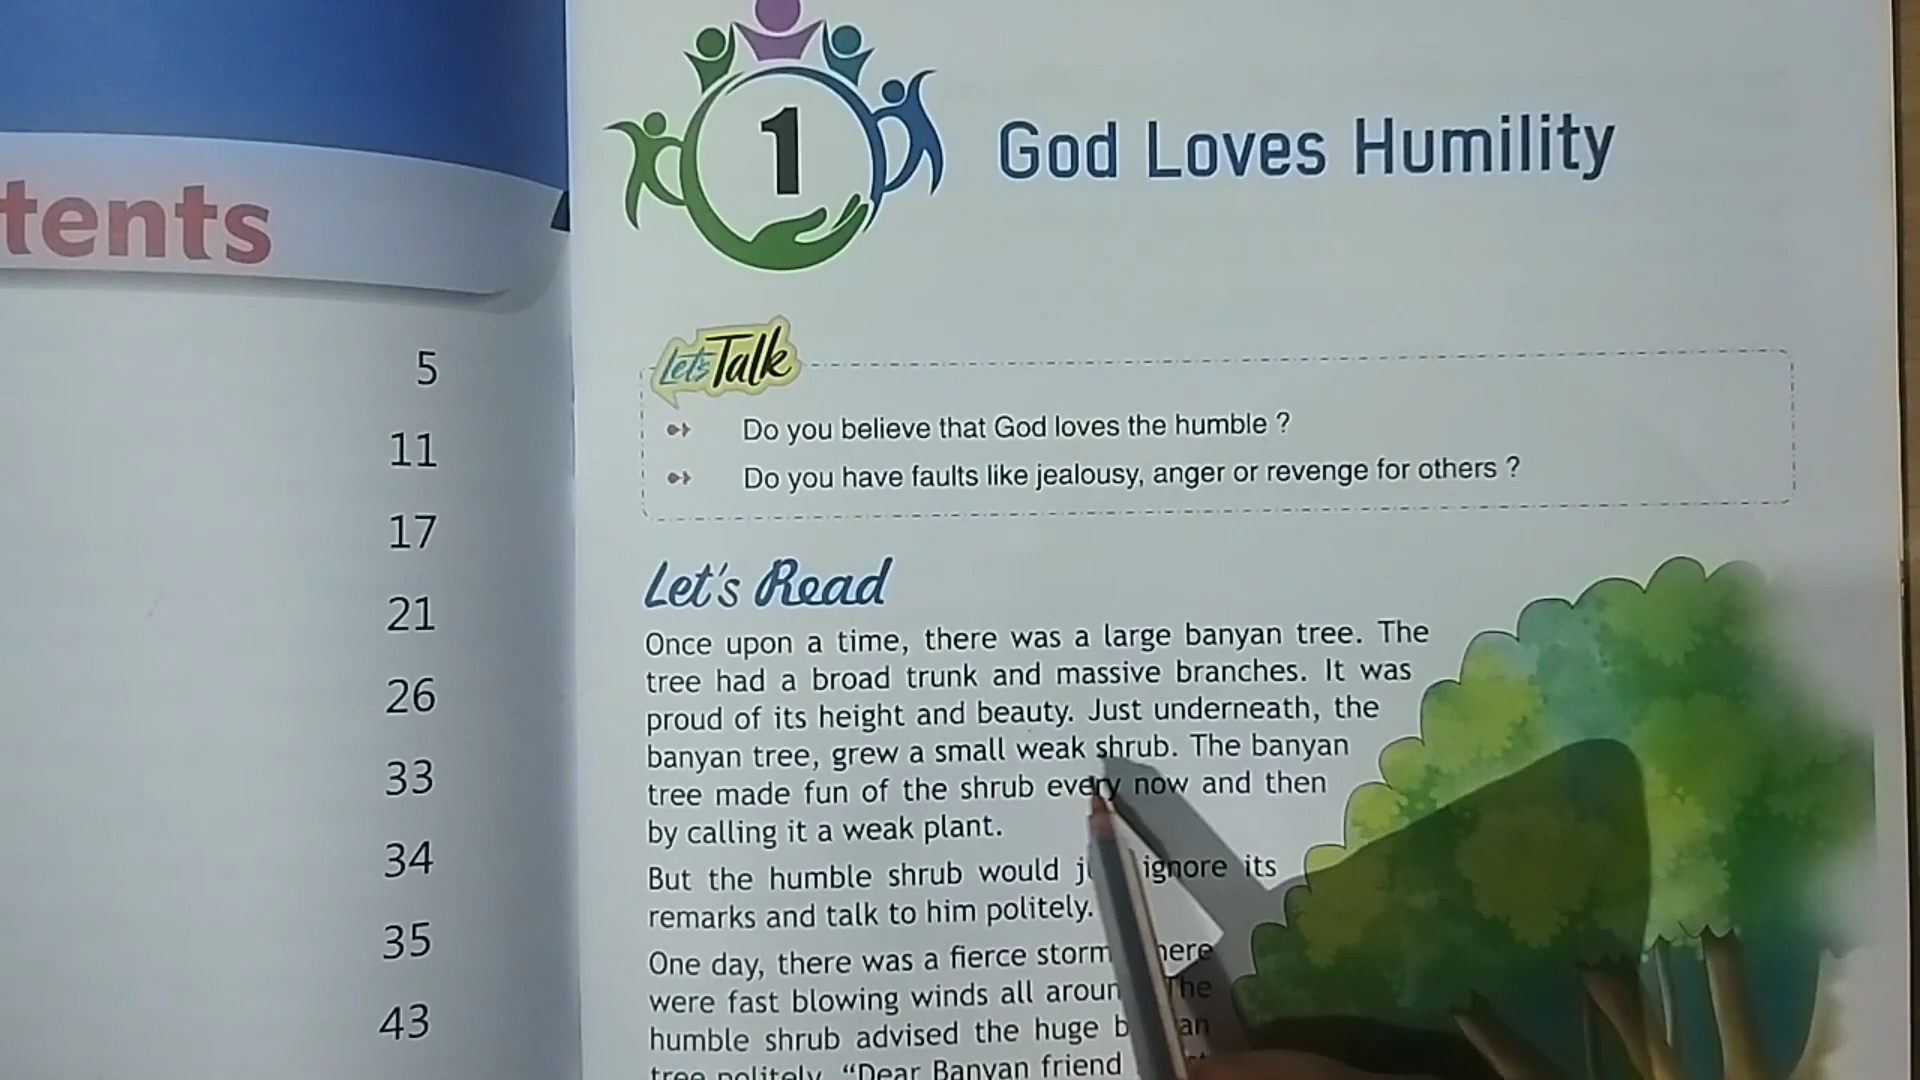 tents
5
11
17
21
26
33
34
35
43
1
God Loves Humility
Let's Talk
Do you believe that God loves the humble ?
Do you have faults like jealousy, anger or revenge for others ?
Let's Read
Once upon a time, there was a large banyan tree. The
tree had a broad trunk and massive branches. It was
proud of its height and beauty. Just underneath, the
banyan tree, grew a small weak shrub. The banyan
tree made fun of the shrub every now and then
by calling it a weak plant.
But the humble shrub would ignore its
remarks and talk to him politely.
One day, there was a fierce storm
were fast blowing winds all The
humble shrub advised the huge
tree politely, “Dear Banyan friend